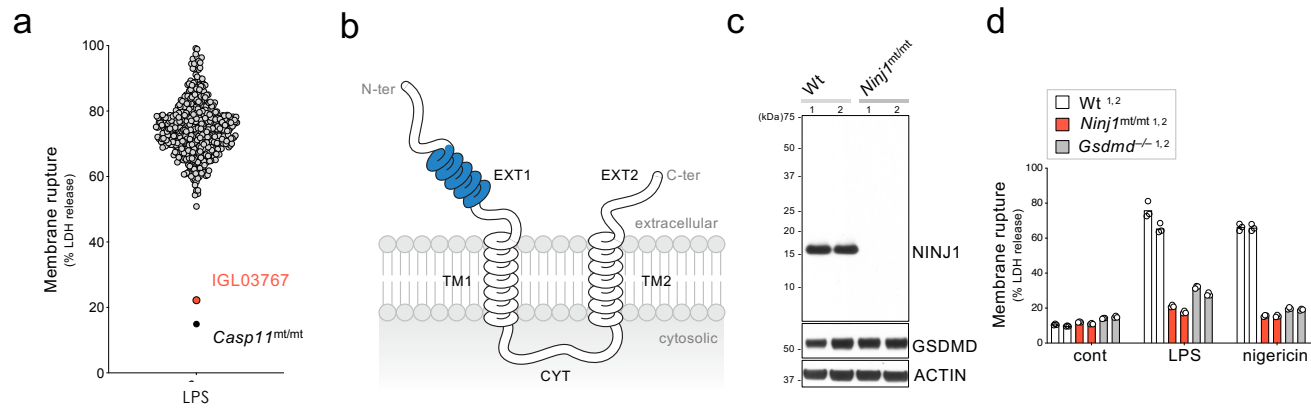 a
Membrane rupture
(% LDH release)
100
80
60
40
20
0
IGL03767
Casp11mt/mt
LPS
b
N-ter
EXT1
EXT2
C-ter
extracellular
TM1
TM2
cytosolic
CYT
c
Wt
Ninj1mt/mt
1 2 1 2
(kDa)75
50
37
25
20
15
10
NINJ1
50
GSDMD
37
ACTIN
d
Wt 1,2
Ninj1mt/mt 1,2
Gsdmd–/– 1,2
Membrane rupture
(% LDH release)
100
80
60
40
20
0
cont LPS nigericin